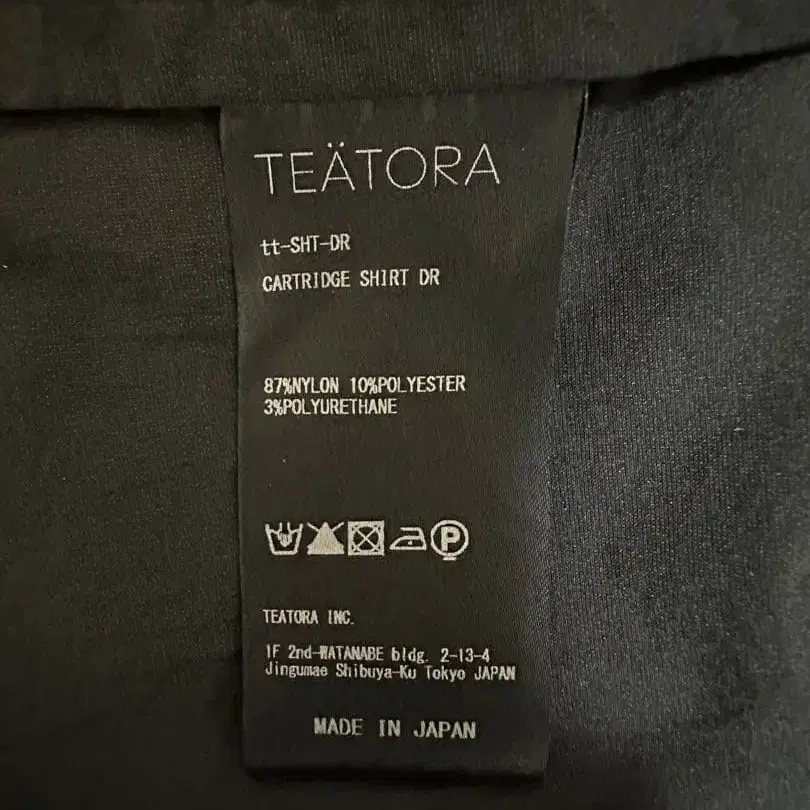 TEÄTORA
tt-SHT-DR
CARTRIDGE SHIRT DR
87%NYLON 10%POLYESTER
3%POLYURETHANE
P
TEATORA INC.
1F 2nd-WATANABE bldg. 2-13-4
Jingumae Shibuya-Ku Tokyo JAPAN
MADE IN JAPAN